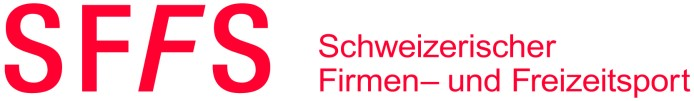 SFFS
Schweizerischer
Firmen– und Freizeitsport